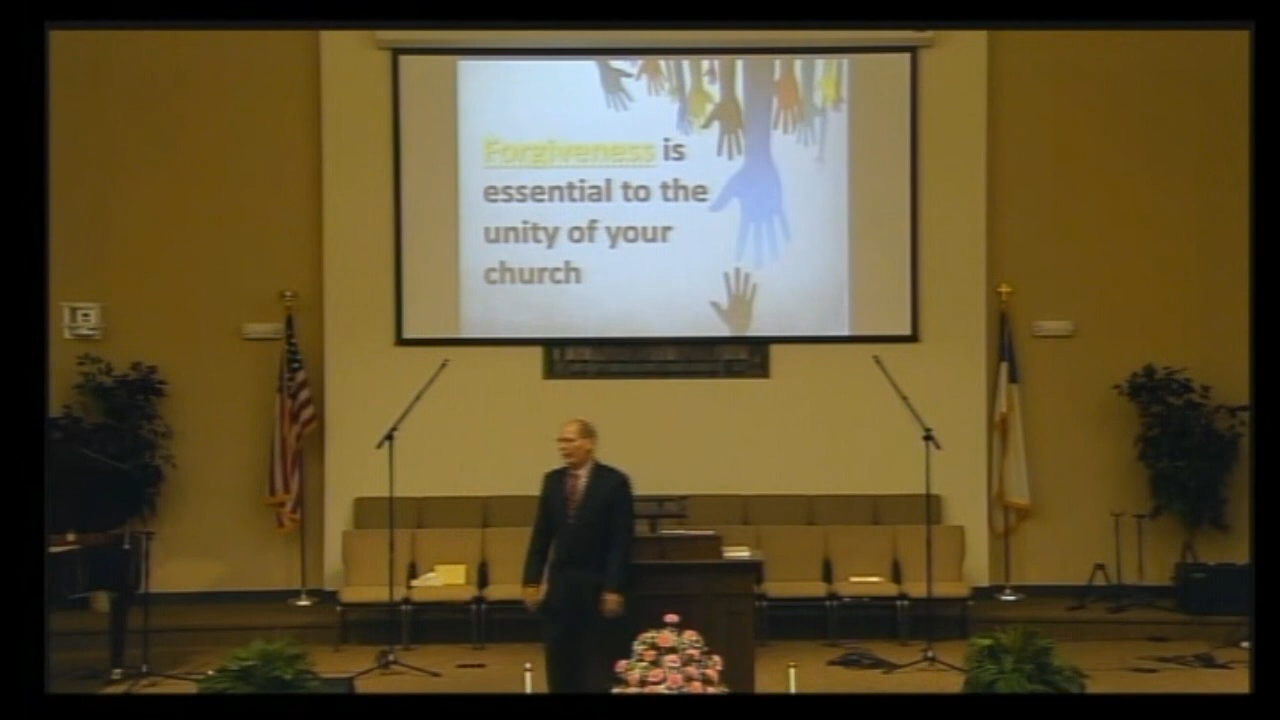 Forgiveness is
essential to the
unity of your
church